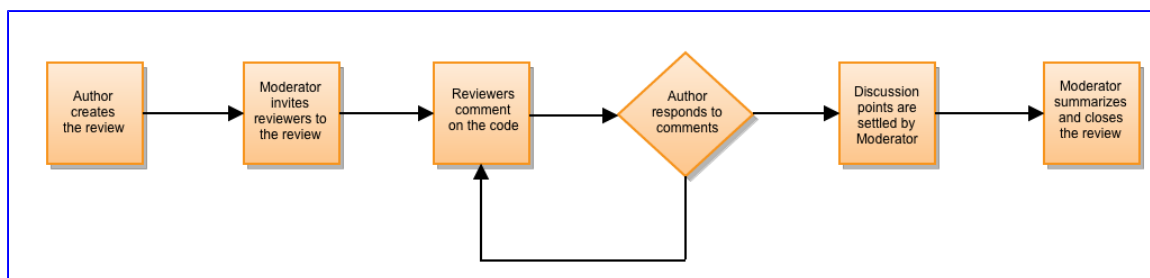 Author
creates
the review
Moderator
invites
reviewers to
the review
Reviewers
comment
on the code
Author
responds to
comments
Discussion
points are
settled by
Moderator
Moderator
summarizes
and closes
the review